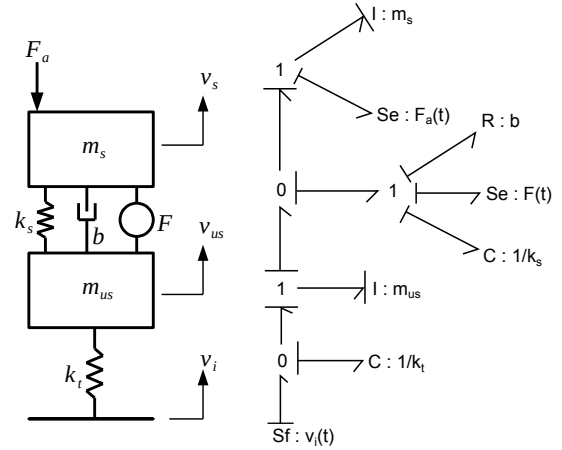 F_a
v_s
m_s
k_s
b
F
v_us
m_us
k_t
v_i
I : m_s
1
Se : F_a(t)
R : b
0
1
Se : F(t)
C : 1/k_s
1
I : m_us
0
C : 1/k_t
Sf : v_i(t)